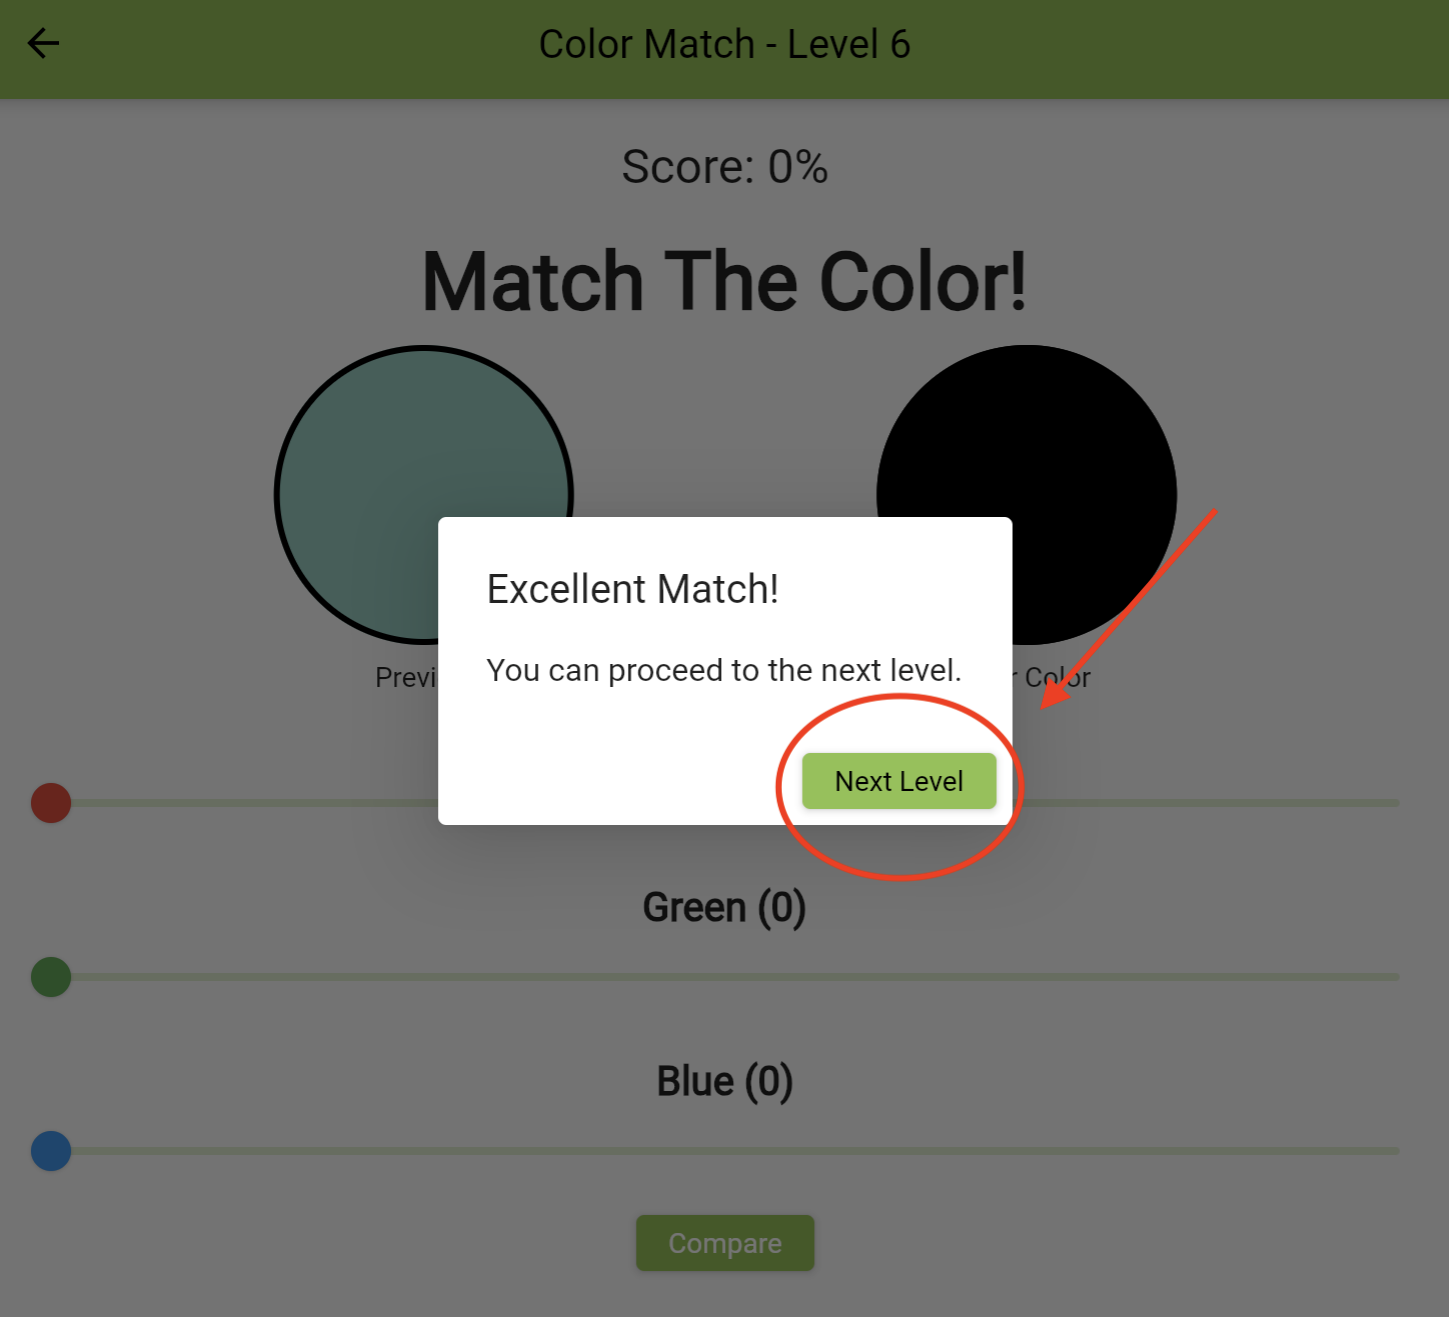 Color Match - Level 6
Score: 0%
Match The Color!
Excellent Match!
You can proceed to the next level.
Color
Next Level
Green (0)
Blue (0)
Compare